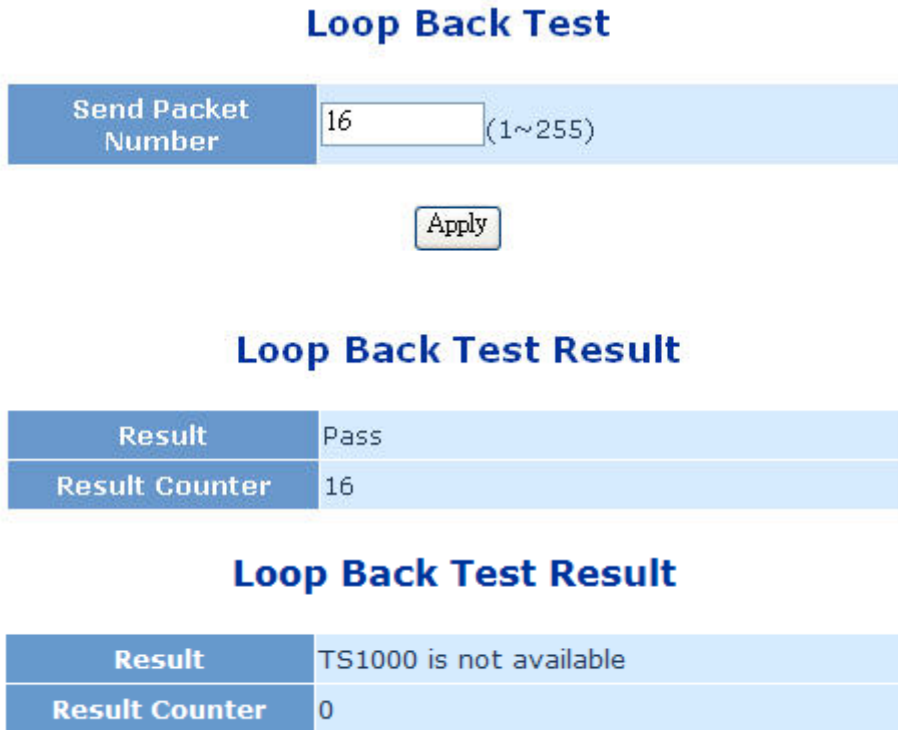 Loop Back Test
Send Packet
Number
16
(1~255)
Apply
Loop Back Test Result
Result Pass
Result Counter 16
Loop Back Test Result
Result TS1000 is not available
Result Counter 0